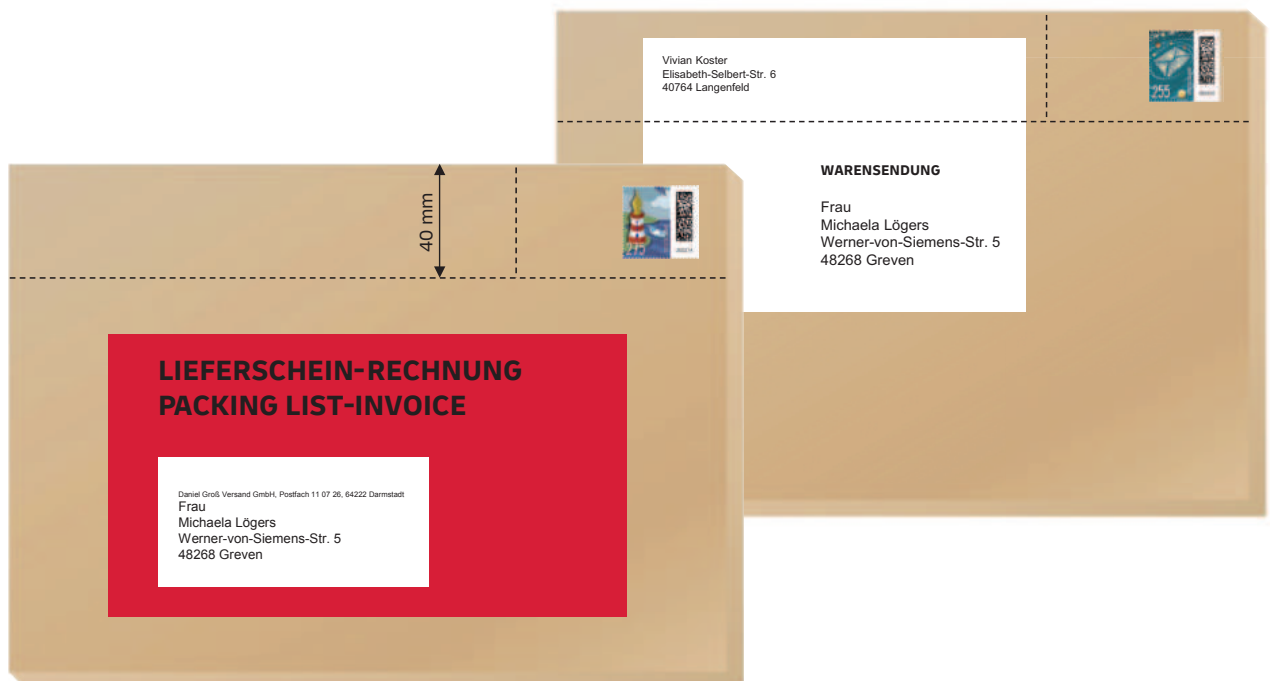 Vivian Koster
Elisabeth-Selbert-Str. 6
40764 Langenfeld
255
WARENSENDUNG
Frau
Michaela Lögers
Werner-von-Siemens-Str. 5
48268 Greven
40 mm
LIEFERSCHEIN-RECHNUNG
PACKING LIST-INVOICE
Daniel Groß Versand GmbH, Postfach 11 07 26, 64222 Darmstadt
Frau
Michaela Lögers
Werner-von-Siemens-Str. 5
48268 Greven